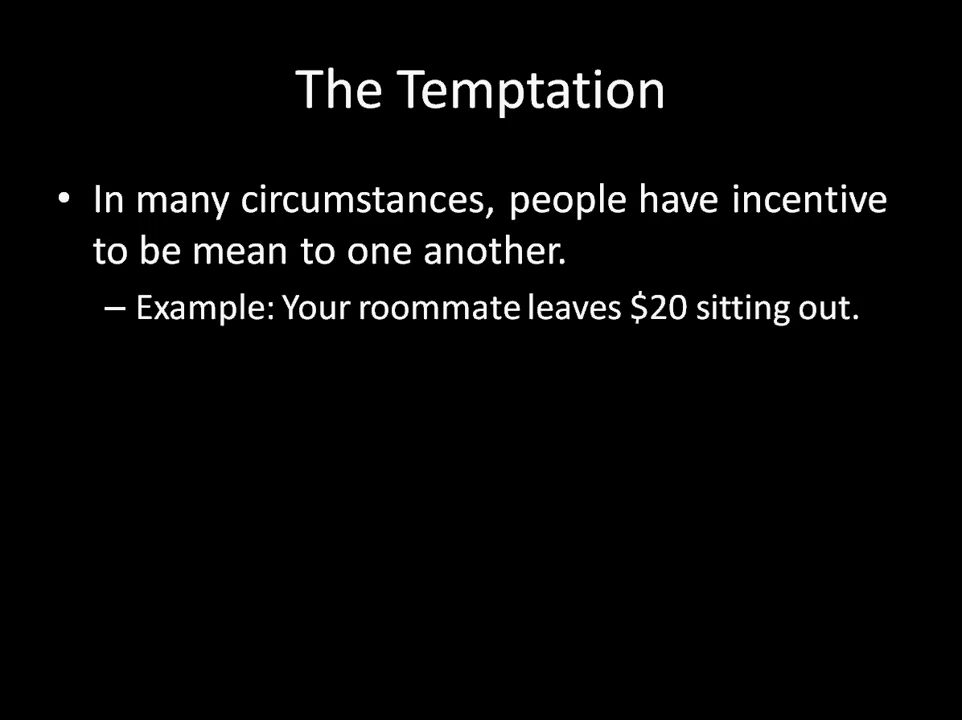 The Temptation
• In many circumstances, people have incentive
to be mean to one another.
– Example: Your roommate leaves $20 sitting out.